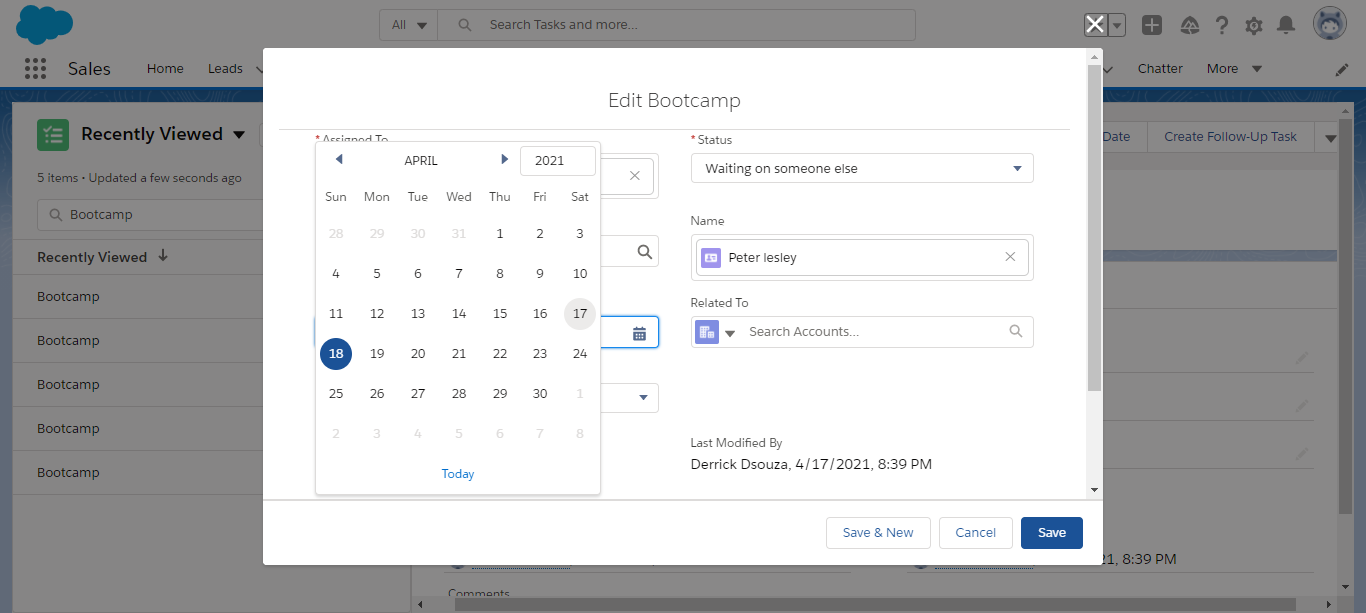 All
Search Tasks and more...
Sales
Home
Leads
Chatter
More
Recently Viewed
Date
Create Follow-Up Task
5 items • Updated a few seconds ago
Bootcamp
Recently Viewed
Bootcamp
Bootcamp
Bootcamp
Bootcamp
Bootcamp
Edit Bootcamp
* Assigned To
APRIL
2021
Sun Mon Tue Wed Thu Fri Sat
28 29 30 31 1 2 3
4 5 6 7 8 9 10
11 12 13 14 15 16 17
18 19 20 21 22 23 24
25 26 27 28 29 30 1
2 3 4 5 6 7 8
Today
* Status
Waiting on someone else
Name
Peter lesley
Related To
Search Accounts...
Last Modified By
Derrick Dsouza, 4/17/2021, 8:39 PM
Save & New
Cancel
Save
21, 8:39 PM
Comments